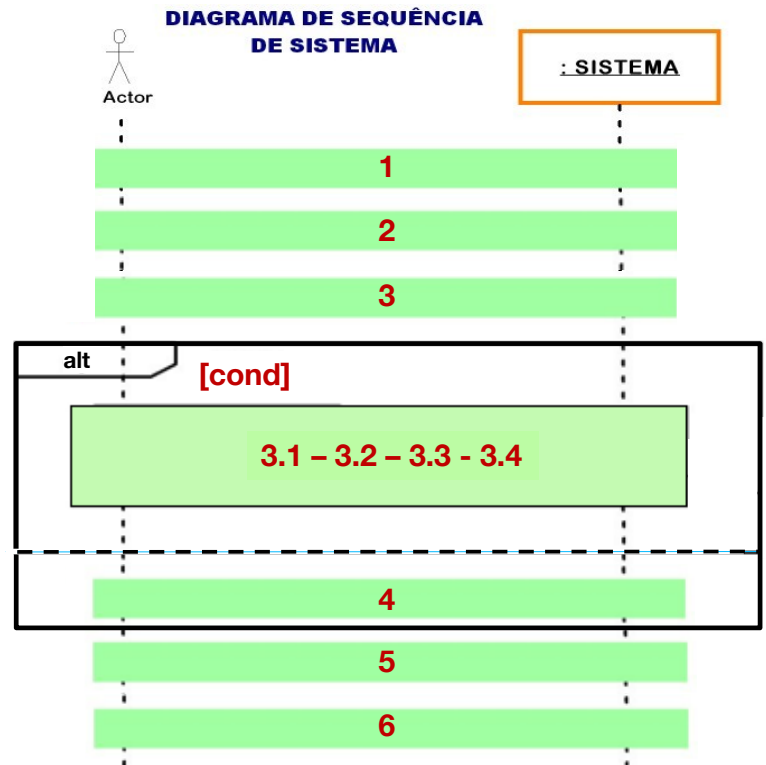 DIAGRAMA DE SEQUÊNCIA
DE SISTEMA
: SISTEMA
Actor
1
2
3
alt
[cond]
3.1 – 3.2 – 3.3 - 3.4
4
5
6